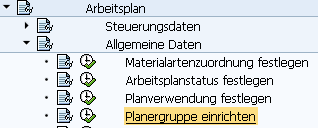 Arbeitsplan
Steuerungsdaten
Allgemeine Daten
Materialartenzuordnung festlegen
Arbeitsplanstatus festlegen
Planverwendung festlegen
Planergruppe einrichten